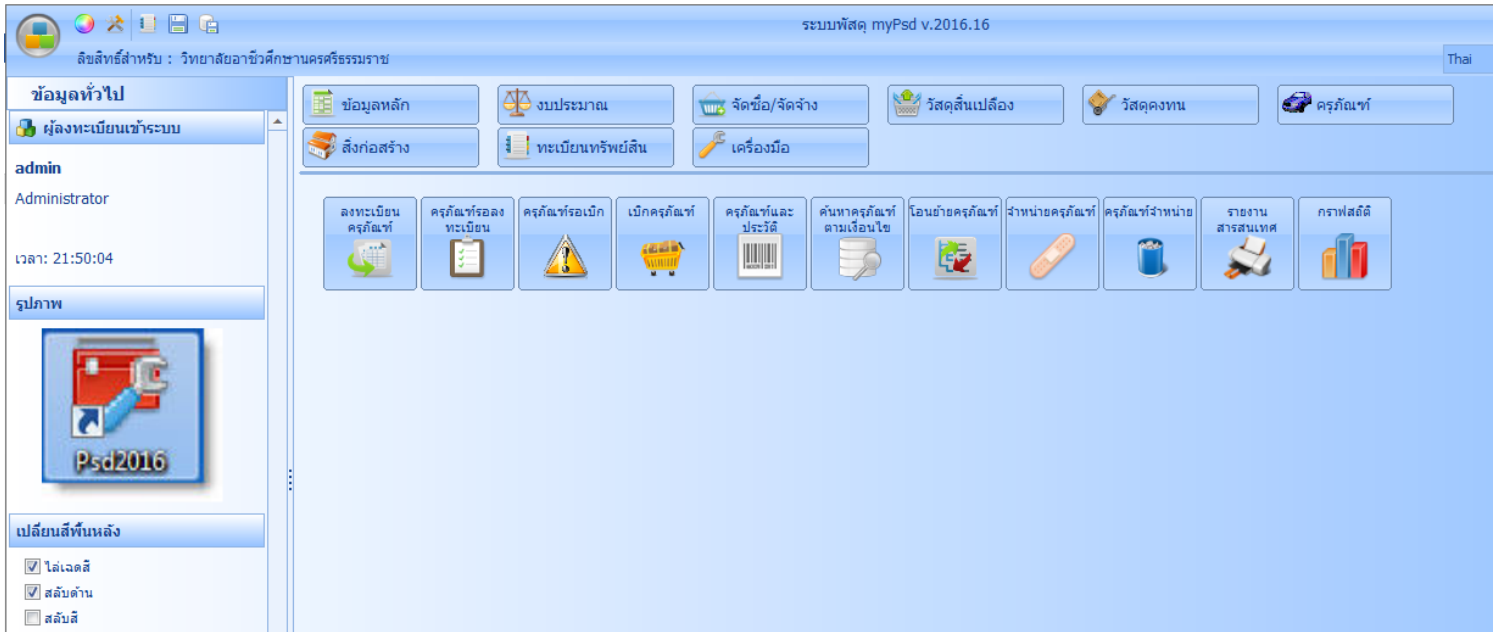 ระบบพัสดุ myPsd v.2016.16
ลิขสิทธิ์สำหรับ : วิทยาลัยอาชีวศึกษานครศรีธรรมราช
Thai
ข้อมูลทั่วไป
ผู้ลงทะเบียนเข้าระบบ
admin
Administrator
เวลา: 21:50:04
รูปภาพ
Psd2016
เปลี่ยนสีพื้นหลัง
ไล่เฉดสี
สลับด้าน
สลับสี
ข้อมูลหลัก
งบประมาณ
จัดซื้อ/จัดจ้าง
วัสดุสิ้นเปลือง
วัสดุคงทน
ครุภัณฑ์
สิ่งก่อสร้าง
ทะเบียนทรัพย์สิน
เครื่องมือ
ลงทะเบียน
ครุภัณฑ์
ครุภัณฑ์รอลง
ทะเบียน
ครุภัณฑ์รอเบิก
เบิกครุภัณฑ์
ครุภัณฑ์และ
ประวัติ
ค้นหาครุภัณฑ์
ตามเงื่อนไข
โอนย้ายครุภัณฑ์
จำหน่ายครุภัณฑ์
ครุภัณฑ์จำหน่าย
รายงาน
สารสนเทศ
กราฟสถิติ